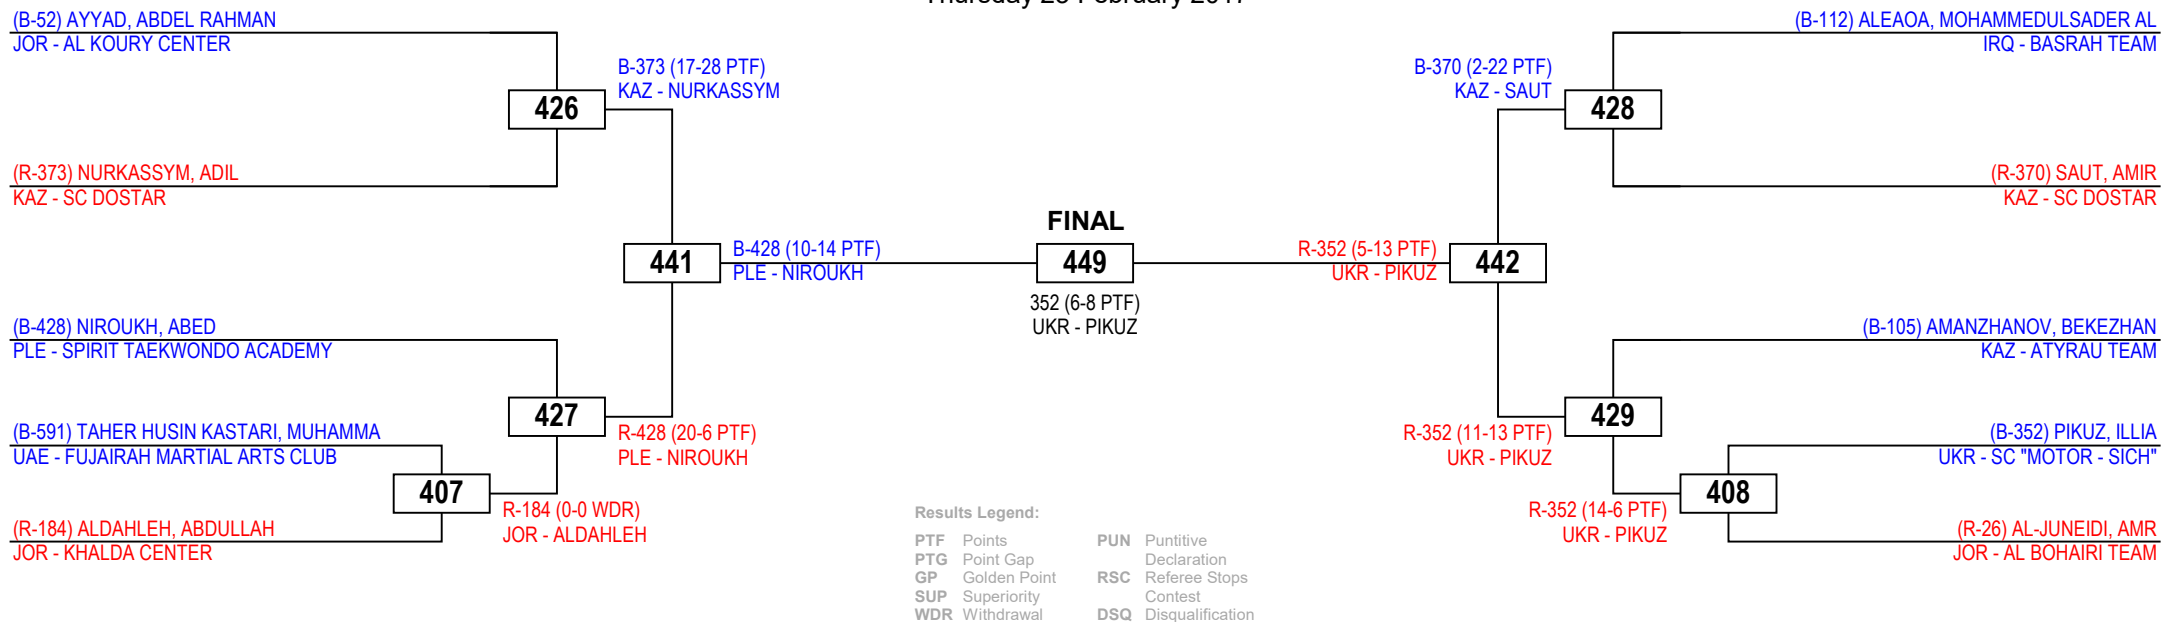 (B-52) AYYAD, ABDEL RAHMAN
JOR - AL KOURY CENTER
(R-373) NURKASSYM, ADIL
KAZ - SC DOSTAR
(B-428) NIROUKH, ABED
PLE - SPIRIT TAEKWONDO ACADEMY
(B-591) TAHER HUSIN KASTARI, MUHAMMA
UAE - FUJAIRAH MARTIAL ARTS CLUB
(R-184) ALDAHLEH, ABDULLAH
JOR - KHALDA CENTER
407
R-184 (0-0 WDR)
JOR - ALDAHLEH
426
B-373 (17-28 PTF)
KAZ - NURKASSYM
427
R-428 (20-6 PTF)
PLE - NIROUKH
441
B-428 (10-14 PTF)
PLE - NIROUKH
FINAL
449
352 (6-8 PTF)
UKR - PIKUZ
R-352 (5-13 PTF)
UKR - PIKUZ
442
B-370 (2-22 PTF)
KAZ - SAUT
428
R-352 (11-13 PTF)
UKR - PIKUZ
429
R-352 (14-6 PTF)
UKR - PIKUZ
408
(B-112) ALEAOA, MOHAMMEDULSADER AL
IRQ - BASRAH TEAM
(R-370) SAUT, AMIR
KAZ - SC DOSTAR
(B-105) AMANZHANOV, BEKEZHAN
KAZ - ATYRAU TEAM
(B-352) PIKUZ, ILLIA
UKR - SC "MOTOR - SICH"
(R-26) AL-JUNEIDI, AMR
JOR - AL BOHAIRI TEAM
Results Legend:
PTF Points
PTG Point Gap
GP Golden Point
SUP Superiority
WDR Withdrawal
PUN Puntitive
Declaration
RSC Referee Stops
Contest
DSQ Disqualification